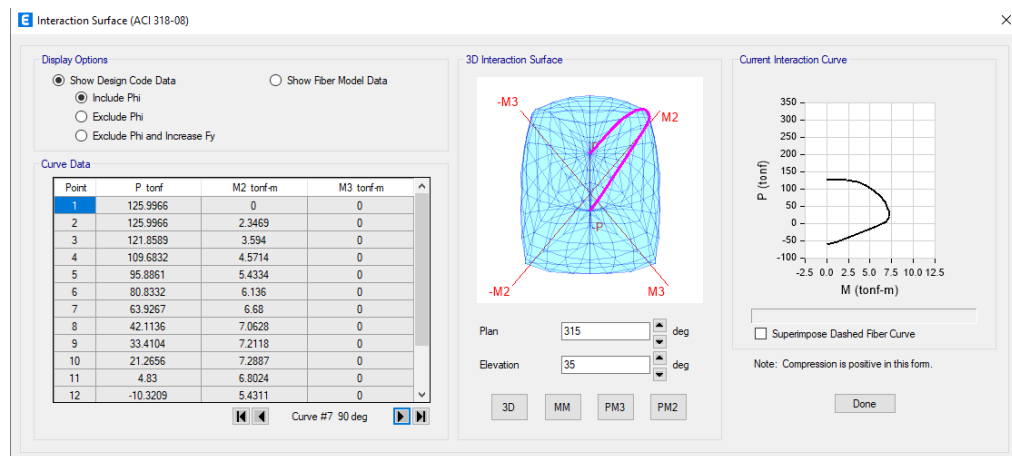 E Interaction Surface (ACI 318-08)
Display Options
Show Design Code Data
Show Fiber Model Data
Include Phi
Exclude Phi
Exclude Phi and Increase Fy
Curve Data
Point P tonf M2 tonf-m M3 tonf-m
1 125.9966 0 0
2 125.9966 2.3469 0
3 121.8589 3.594 0
4 109.6832 4.5714 0
5 95.8861 5.4334 0
6 80.8332 6.136 0
7 63.9267 6.68 0
8 42.1136 7.0628 0
9 33.4104 7.2118 0
10 21.2656 7.2887 0
11 4.83 6.8024 0
12 -10.3209 5.4311 0
Curve #7 90 deg
3D Interaction Surface
-M3
M2
P
-P
-M2
M3
Plan 315 deg
Elevation 35 deg
3D MM PM3 PM2
Current Interaction Curve
P (tonf)
350
300
250
200
150
100
50
0
-50
-100
-2.5 0.0 2.5 5.0 7.5 10.0 12.5
M (tonf-m)
Superimpose Dashed Fiber Curve
Note: Compression is positive in this form.
Done